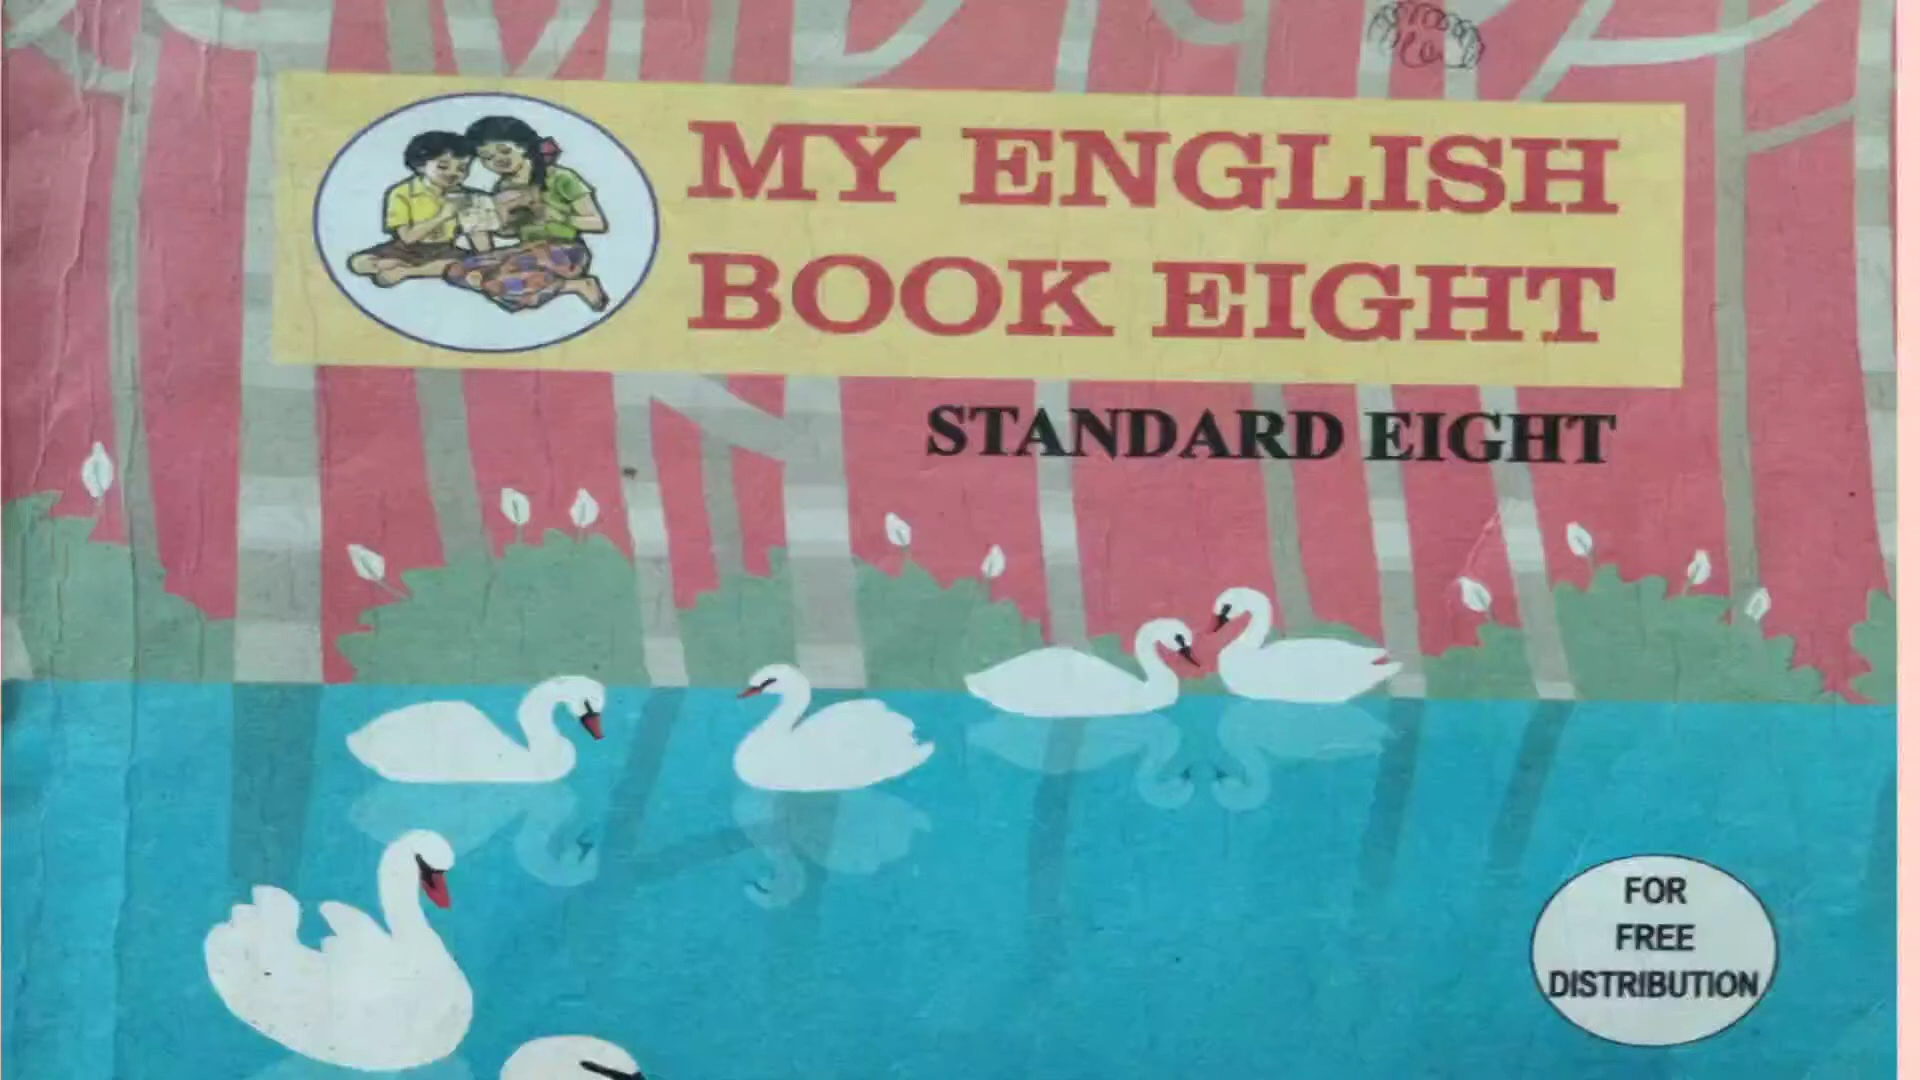 MY ENGLISH
BOOK EIGHT
STANDARD EIGHT
FOR
FREE
DISTRIBUTION